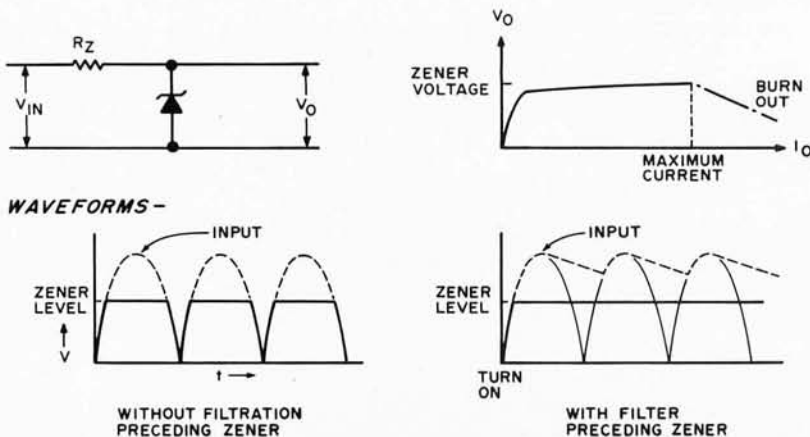 R_Z
V_IN
V_O
V_O
ZENER
VOLTAGE
BURN
OUT
I_O
MAXIMUM
CURRENT
WAVEFORMS-
INPUT
ZENER
LEVEL
V
t
WITHOUT FILTRATION
PRECEDING ZENER
INPUT
ZENER
LEVEL
TURN
ON
WITH FILTER
PRECEDING ZENER